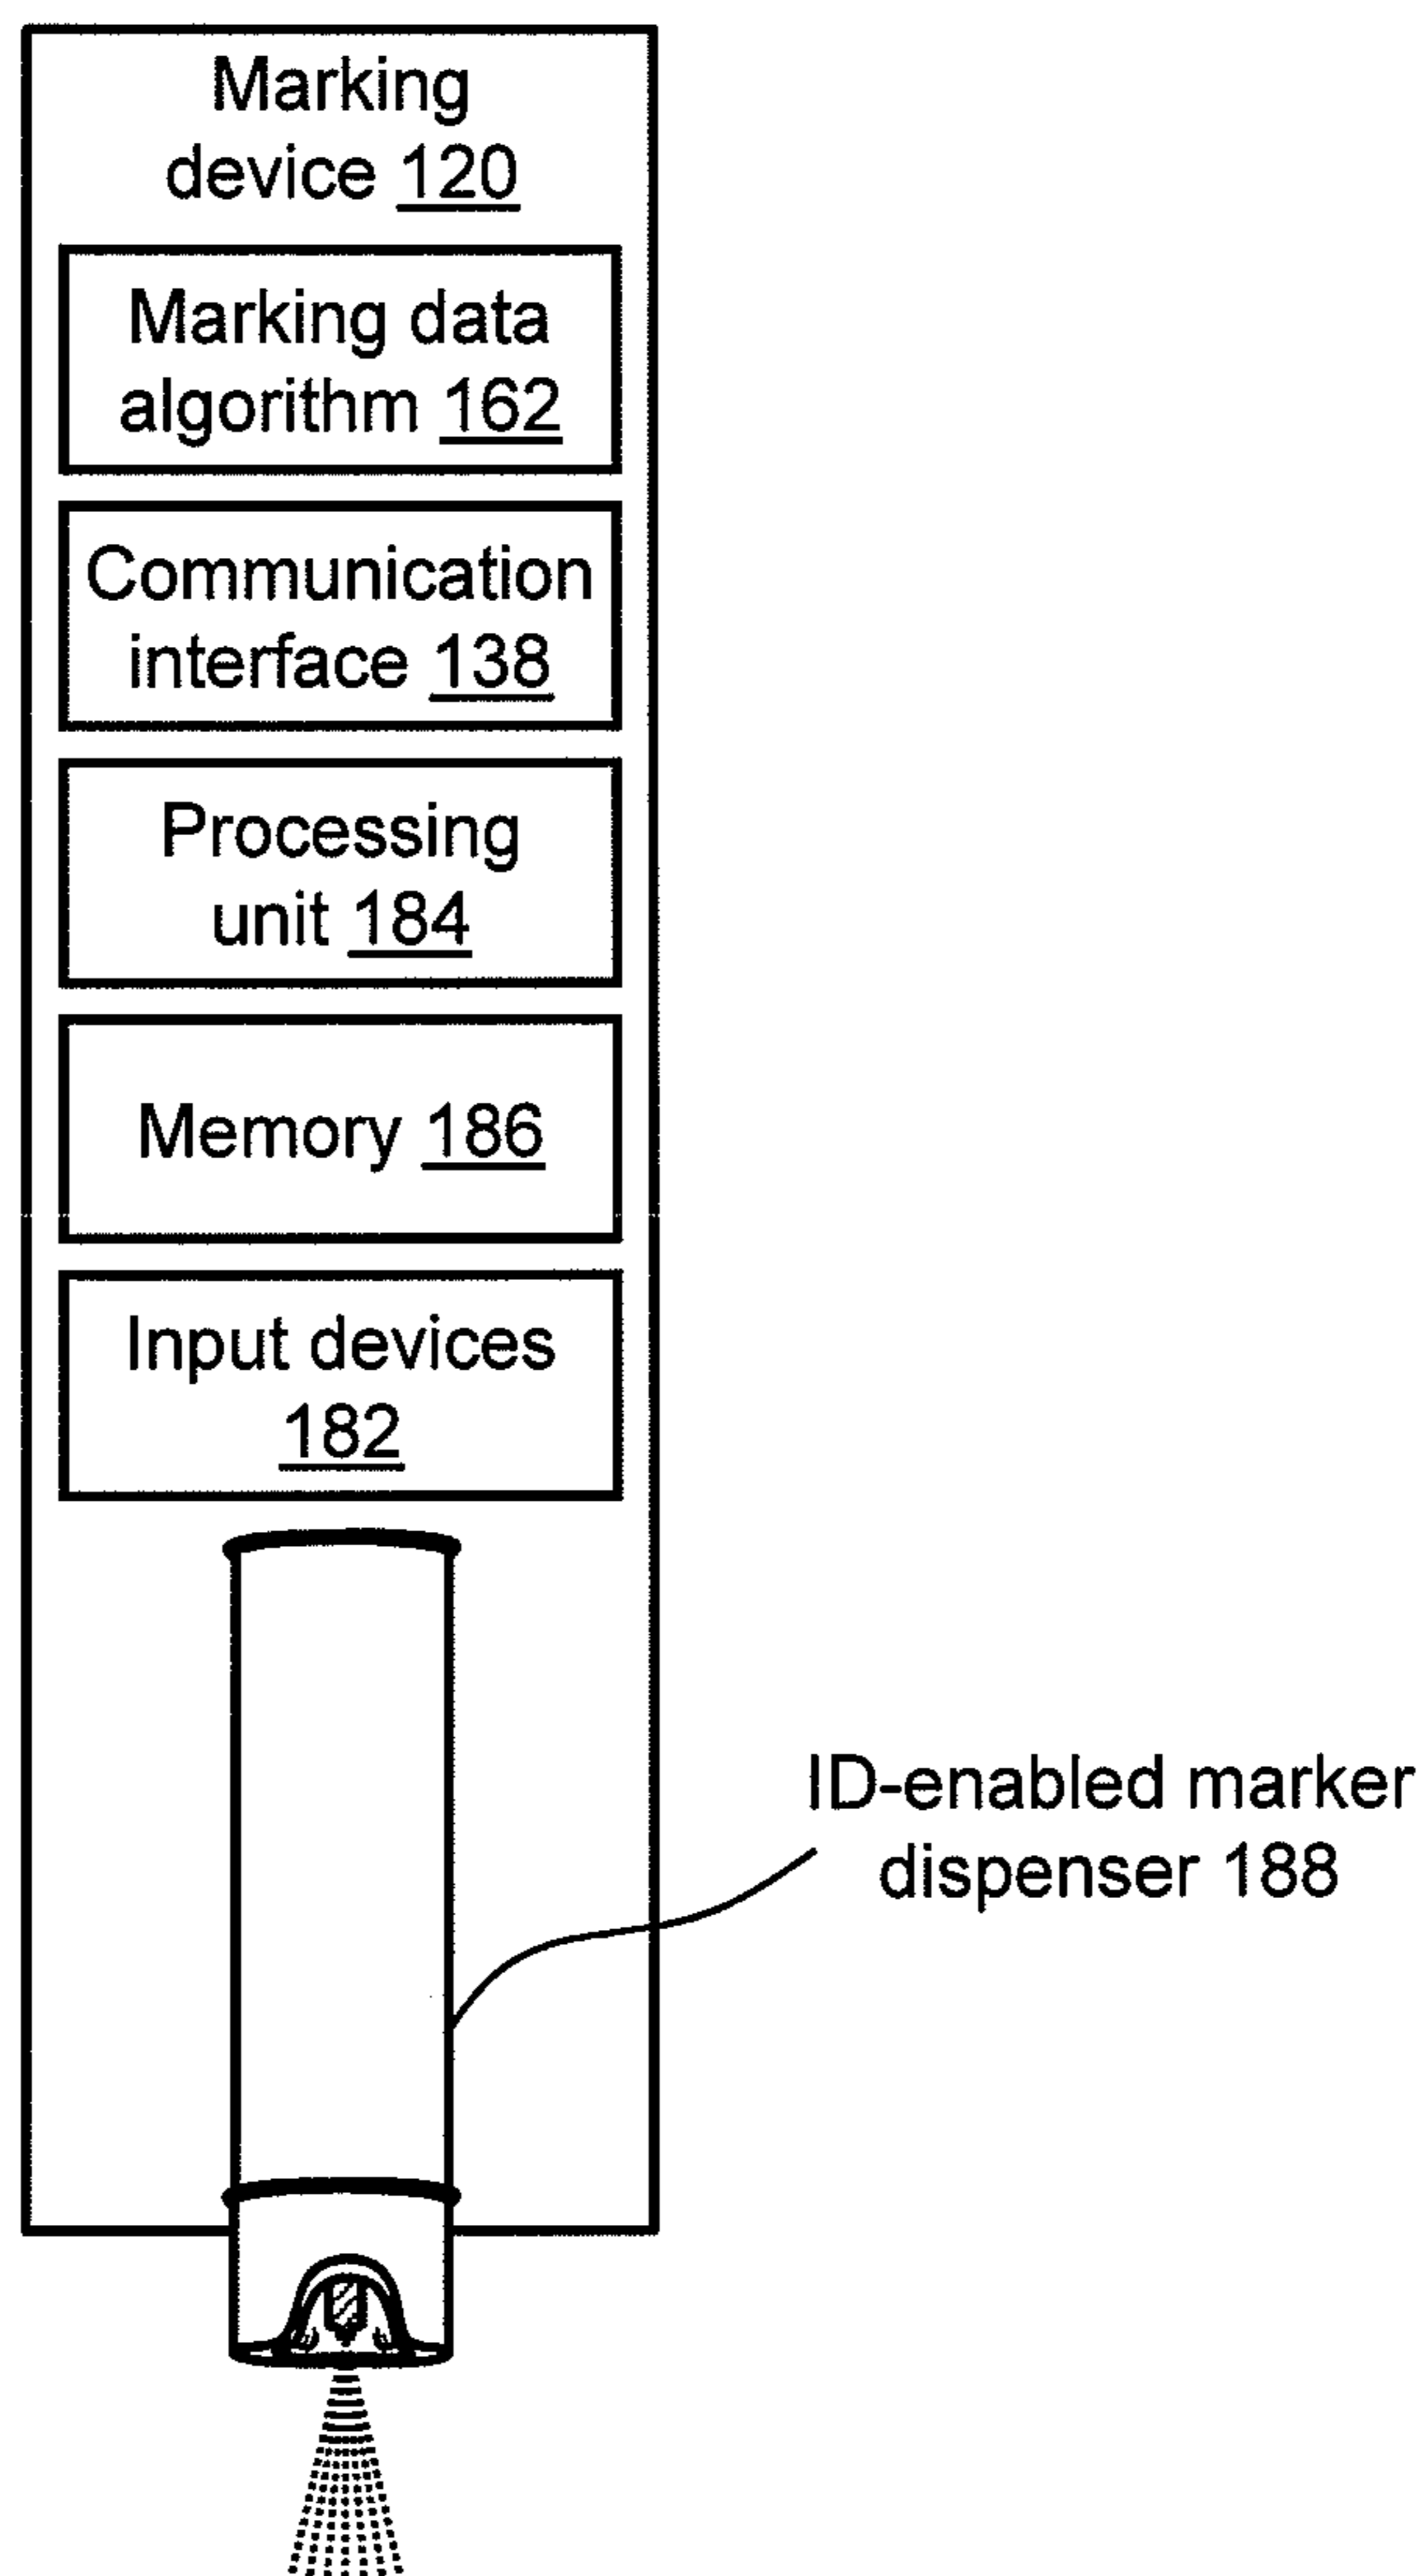 Marking
device 120
Marking data
algorithm 162
Communication
interface 138
Processing
unit 184
Memory 186
Input devices
182
ID-enabled marker
dispenser 188